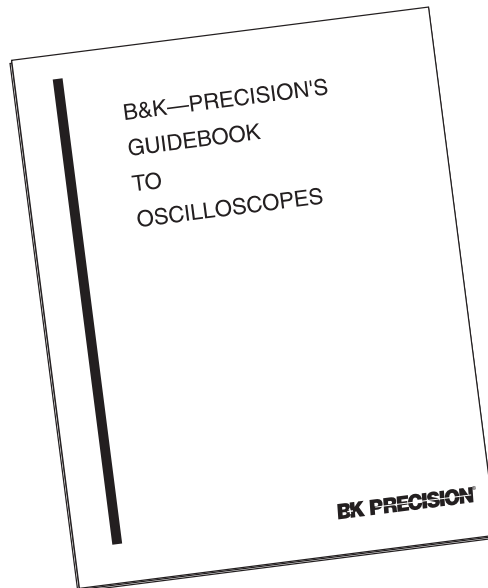 B&K—PRECISION'S
GUIDEBOOK
TO
OSCILLOSCOPES
BK PRECISION®